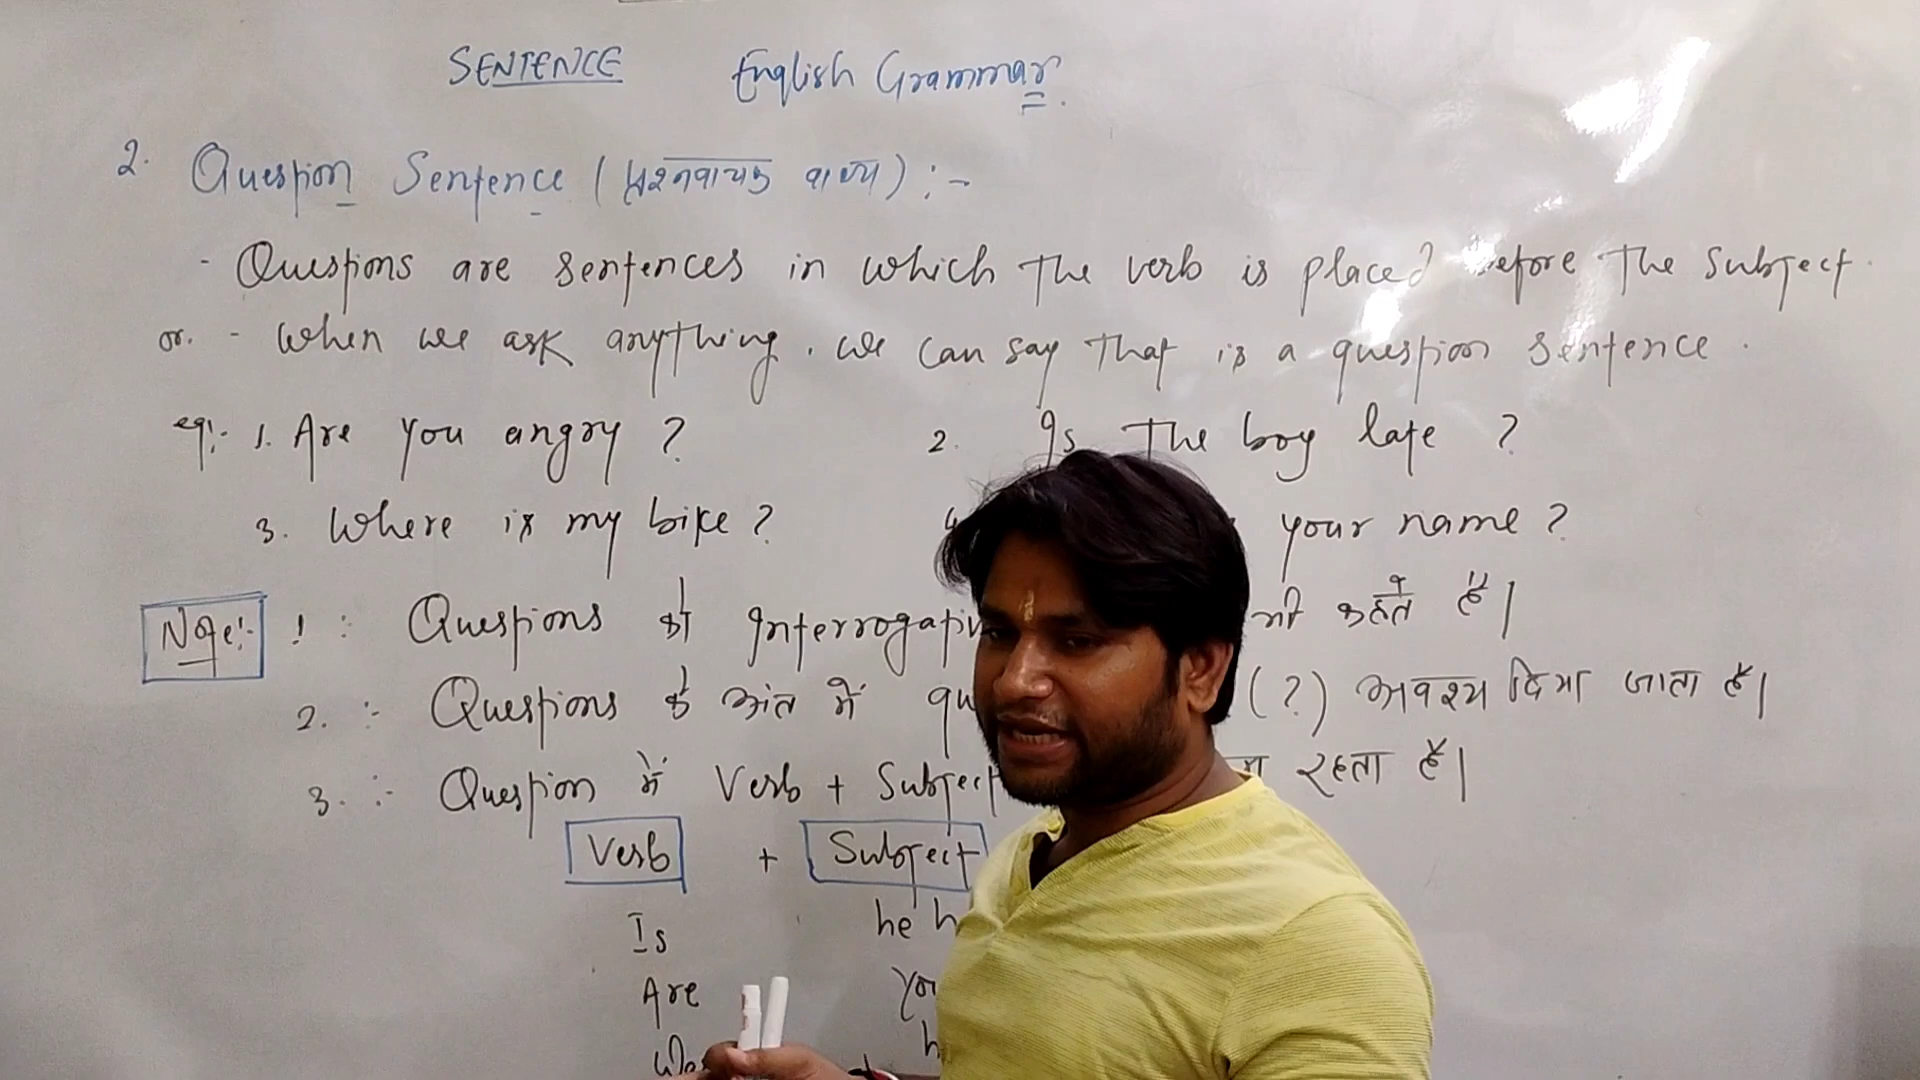 SENTENCE English Grammar.
2. Question Sentence (प्रश्नवाचक वाक्य) :-
- Questions are sentences in which the verb is placed before the Subject.
or. - When we ask anything. we can say that is a question sentence.
eg:- 1. Are you angry ? 2. Is the boy late ?
3. Where is my bike ? 4. your name ?
Note:- 1 : Questions को भी कहते हैं।
2. :- Questions के अंत में (?) अवश्य दिया जाता है।
3. :- Question में Verb + Subject रहता है।
Verb + Subject
Is he
Are